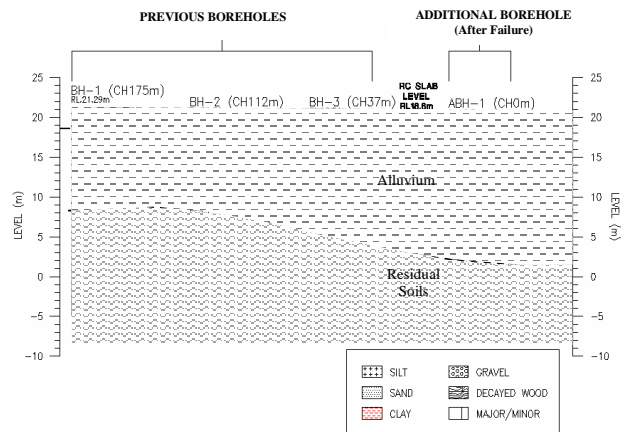 PREVIOUS BOREHOLES
ADDITIONAL BOREHOLE
(After Failure)
25
20
15
10
5
0
−5
−10
LEVEL (m)
BH−1 (CH175m)
RL.21.29m
BH−2 (CH112m)
BH−3 (CH37m)
RC SLAB
LEVEL
RL18.6m
ABH−1 (CH0m)
Alluvium
Residual
Soils
25
20
15
10
5
0
−5
−10
LEVEL (m)
SILT
GRAVEL
SAND
DECAYED WOOD
CLAY
MAJOR/MINOR